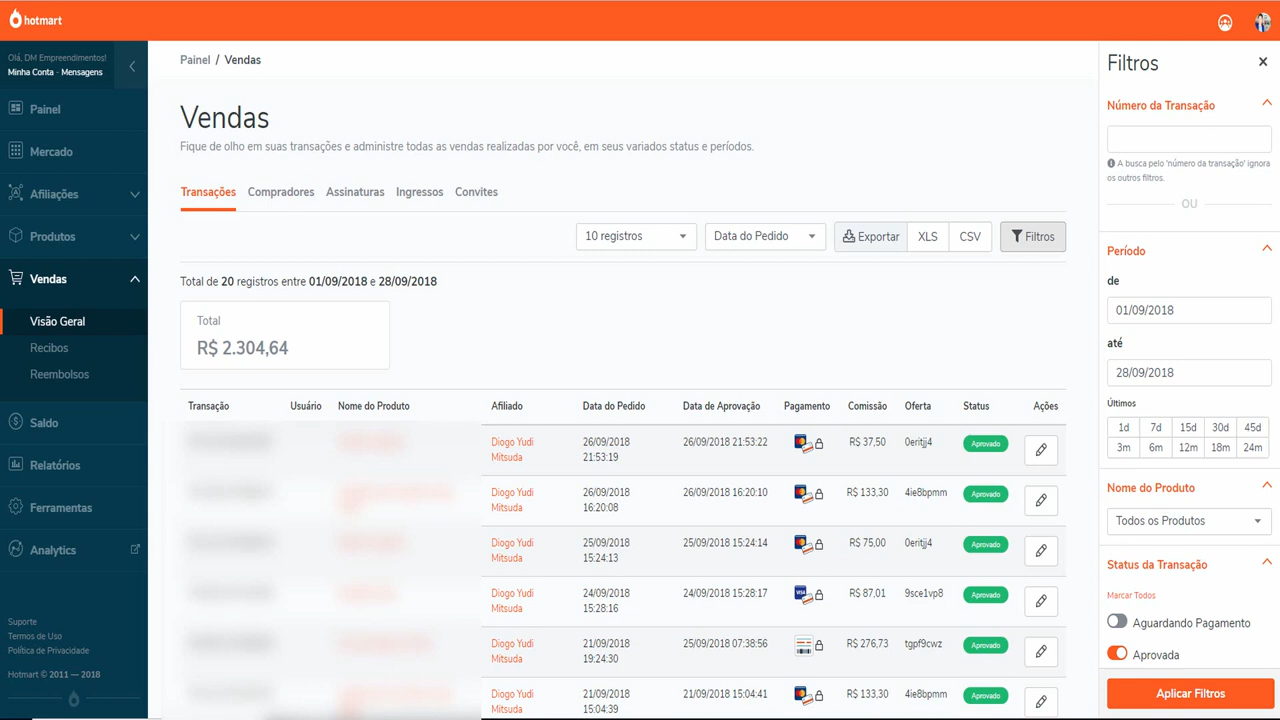 hotmart
Olá, DM Empreendimentos!
Minha Conta - Mensagens
Painel
Mercado
Afiliações
Produtos
Vendas
Visão Geral
Recibos
Reembolsos
Saldo
Relatórios
Ferramentas
Analytics
Suporte
Termos de Uso
Política de Privacidade
Hotmart © 2011 — 2018
Painel / Vendas
Vendas
Fique de olho em suas transações e administre todas as vendas realizadas por você, em seus variados status e períodos.
Transações Compradores Assinaturas Ingressos Convites
10 registros Data do Pedido Exportar XLS CSV Filtros
Total de 20 registros entre 01/09/2018 e 28/09/2018
Total
R$ 2.304,64
Transação Usuário Nome do Produto Afiliado Data do Pedido Data de Aprovação Pagamento Comissão Oferta Status Ações
Diogo Yudi 26/09/2018 26/09/2018 21:53:22 R$ 37,50 0eritjj4 Aprovado
Mitsuda 21:53:19
Diogo Yudi 26/09/2018 26/09/2018 16:20:10 R$ 133,30 4ie8bpmm Aprovado
Mitsuda 16:20:08
Diogo Yudi 25/09/2018 25/09/2018 15:24:14 R$ 75,00 0eritjj4 Aprovado
Mitsuda 15:24:13
Diogo Yudi 24/09/2018 24/09/2018 15:28:17 VISA R$ 87,01 9sce1vp8 Aprovado
Mitsuda 15:28:16
Diogo Yudi 21/09/2018 25/09/2018 07:38:56 R$ 276,73 tgpf9cwz Aprovado
Mitsuda 19:24:30
Diogo Yudi 21/09/2018 21/09/2018 15:04:41 R$ 133,30 4ie8bpmm Aprovado
Mitsuda 15:04:39
Filtros
Número da Transação
A busca pelo 'número da transação' ignora
os outros filtros.
OU
Período
de
01/09/2018
até
28/09/2018
Últimos
1d 7d 15d 30d 45d
3m 6m 12m 18m 24m
Nome do Produto
Todos os Produtos
Status da Transação
Marcar Todos
Aguardando Pagamento
Aprovada
Aplicar Filtros